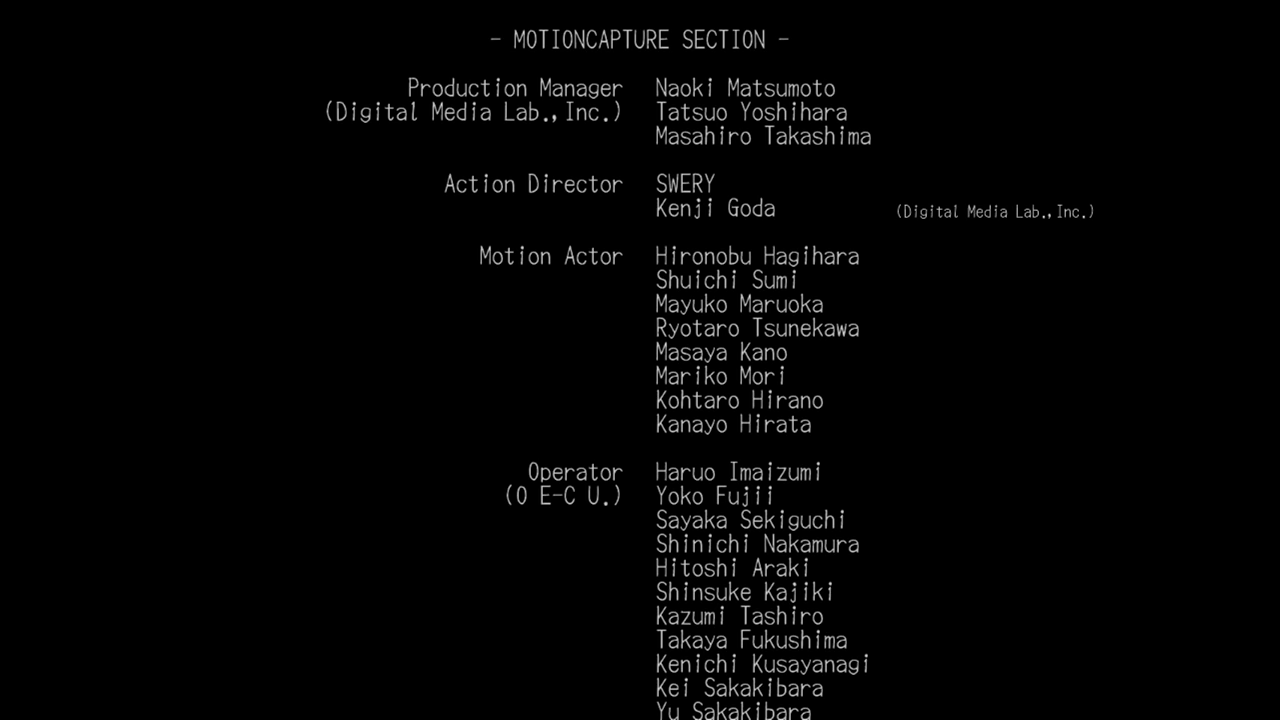 - MOTIONCAPTURE SECTION -
Production Manager Naoki Matsumoto
(Digital Media Lab.,Inc.) Tatsuo Yoshihara
Masahiro Takashima
Action Director SWERY
Kenji Goda (Digital Media Lab.,Inc.)
Motion Actor Hironobu Hagihara
Shuichi Sumi
Mayuko Maruoka
Ryotaro Tsunekawa
Masaya Kano
Mariko Mori
Kohtaro Hirano
Kanayo Hirata
Operator Haruo Imaizumi
(O E-C U.) Yoko Fujii
Sayaka Sekiguchi
Shinichi Nakamura
Hitoshi Araki
Shinsuke Kajiki
Kazumi Tashiro
Takaya Fukushima
Kenichi Kusayanagi
Kei Sakakibara
Yu Sakakibara